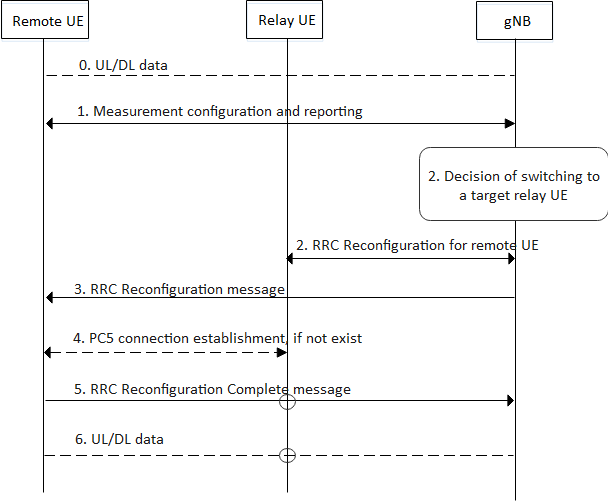 Remote UE
Relay UE
gNB
0. UL/DL data
1. Measurement configuration and reporting
2. Decision of switching to
a target relay UE
2. RRC Reconfiguration for remote UE
3. RRC Reconfiguration message
4. PC5 connection establishment, if not exist
5. RRC Reconfiguration Complete message
6. UL/DL data